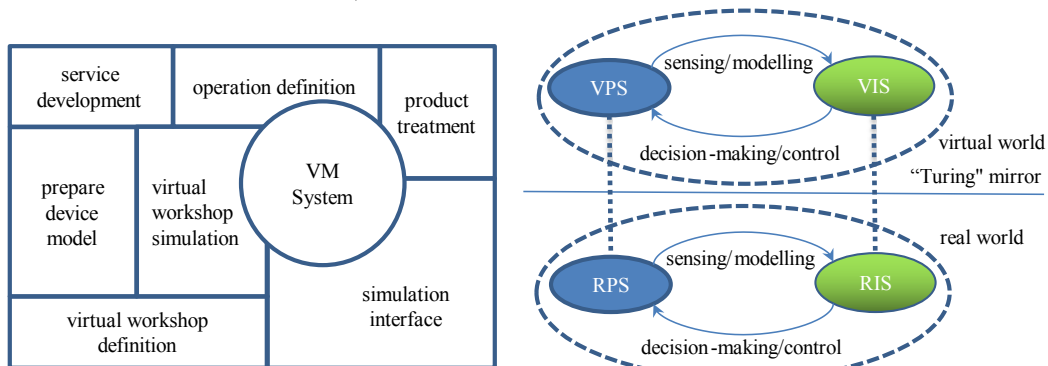 service
development
operation definition
product
treatment
VM
System
prepare
device
model
virtual
workshop
simulation
simulation
interface
virtual workshop
definition
sensing/modelling
VPS
VIS
decision-making/control
virtual world
“Turing" mirror
real world
sensing/modelling
RPS
RIS
decision-making/control